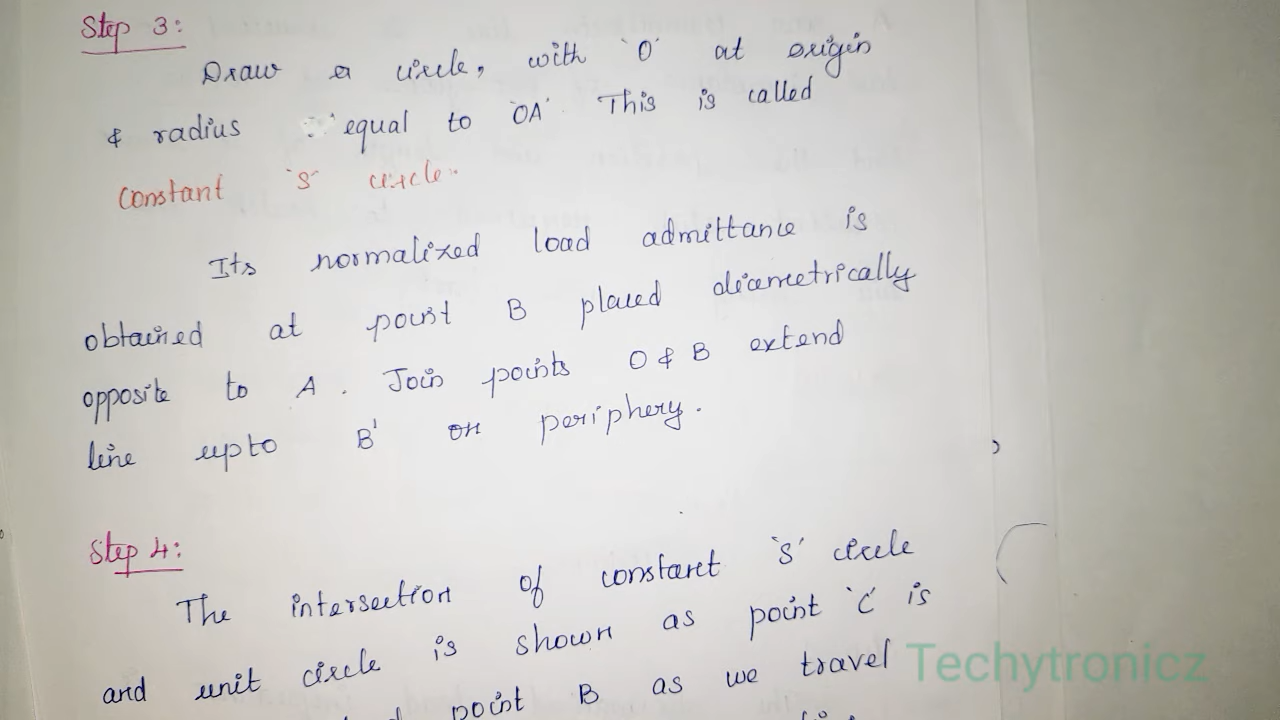 Step 3:
Draw a circle, with 'O' at origin
& radius equal to 'OA'. This is called
constant 'S' circle.
Its normalized load admittance is
obtained at point B placed diametrically
opposite to A. Join points O & B extend
line upto B' on periphery.
Step 4:
The intersection of constant 'S' circle
and unit circle is shown as point 'C' is
point B as we travel
Techytronicz